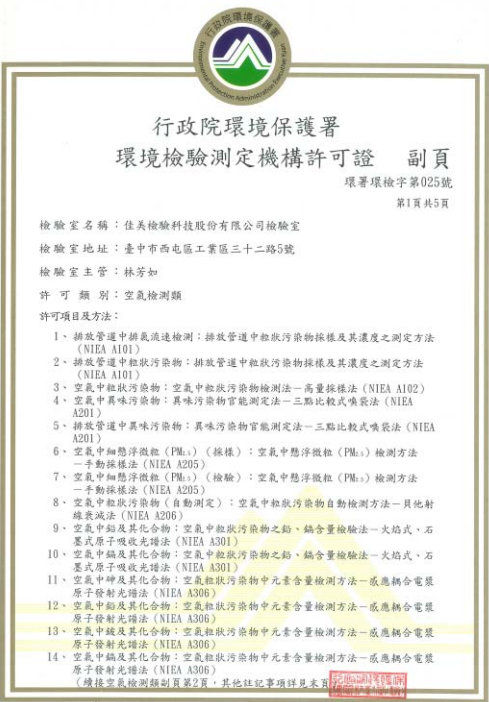 行政院環境保護署
Environmental Protection Administration Executive Yuan
行政院環境保護署
環境檢驗測定機構許可證 副頁
環署環檢字第025號
第1頁共5頁
檢驗室名稱：佳美檢驗科技股份有限公司檢驗室
檢驗室地址：臺中市西屯區工業區三十二路5號
檢驗室主管：林芳如
許可類別：空氣檢測類
許可項目及方法：
1、排放管道中排氣流速檢測：排放管道中粒狀污染物採樣及其濃度之測定方法
（NIEA A101）
2、排放管道中粒狀污染物：排放管道中粒狀污染物採樣及其濃度之測定方法
（NIEA A101）
3、空氣中粒狀污染物：空氣中粒狀污染物檢測法－高量採樣法（NIEA A102）
4、空氣中異味污染物：異味污染物官能測定法－三點比較式嗅袋法（NIEA
A201）
5、排放管道中異味污染物：異味污染物官能測定法－三點比較式嗅袋法（NIEA
A201）
6、空氣中細懸浮微粒（PM2.5）（採樣）：空氣中懸浮微粒（PM2.5）檢測方法
－手動採樣法（NIEA A205）
7、空氣中細懸浮微粒（PM2.5）（檢驗）：空氣中懸浮微粒（PM2.5）檢測方法
－手動採樣法（NIEA A205）
8、空氣中粒狀污染物（自動測定）：空氣中粒狀污染物自動檢測方法－貝他射
線衰減法（NIEA A206）
9、空氣中鉛及其化合物：空氣中粒狀污染物之鉛、鎘含量檢驗法－火焰式、石
墨式原子吸收光譜法（NIEA A301）
10、空氣中鎘及其化合物：空氣中粒狀污染物之鉛、鎘含量檢驗法－火焰式、石
墨式原子吸收光譜法（NIEA A301）
11、空氣中砷及其化合物：空氣粒狀污染物中元素含量檢測方法－感應耦合電漿
原子發射光譜法（NIEA A306）
12、空氣中鉛及其化合物：空氣粒狀污染物中元素含量檢測方法－感應耦合電漿
原子發射光譜法（NIEA A306）
13、空氣中鈹及其化合物：空氣粒狀污染物中元素含量檢測方法－感應耦合電漿
原子發射光譜法（NIEA A306）
14、空氣中鎘及其化合物：空氣粒狀污染物中元素含量檢測方法－感應耦合電漿
原子發射光譜法（NIEA A306）
（續接空氣檢測類副頁第2頁，其他註記事項詳見末頁